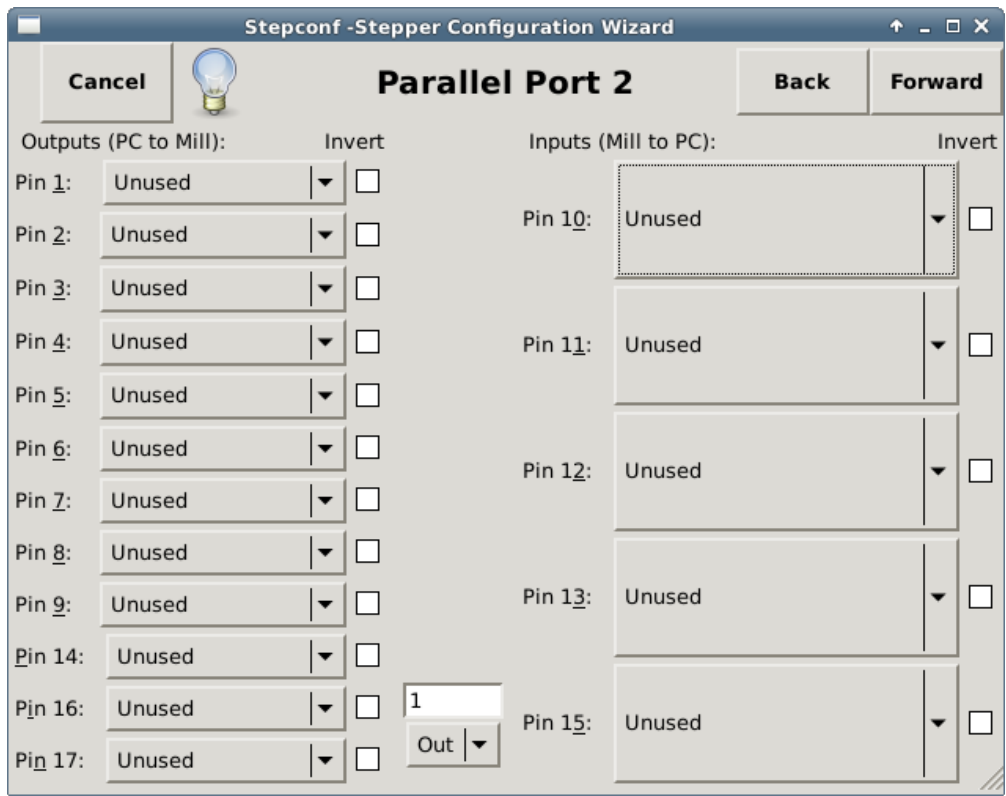 Stepconf -Stepper Configuration Wizard
Cancel
Parallel Port 2
Back
Forward
Outputs (PC to Mill):
Invert
Inputs (Mill to PC):
Invert
Pin 1: Unused
Pin 2: Unused
Pin 3: Unused
Pin 4: Unused
Pin 5: Unused
Pin 6: Unused
Pin 7: Unused
Pin 8: Unused
Pin 9: Unused
Pin 14: Unused
Pin 16: Unused
Pin 17: Unused
1
Out
Pin 10: Unused
Pin 11: Unused
Pin 12: Unused
Pin 13: Unused
Pin 15: Unused